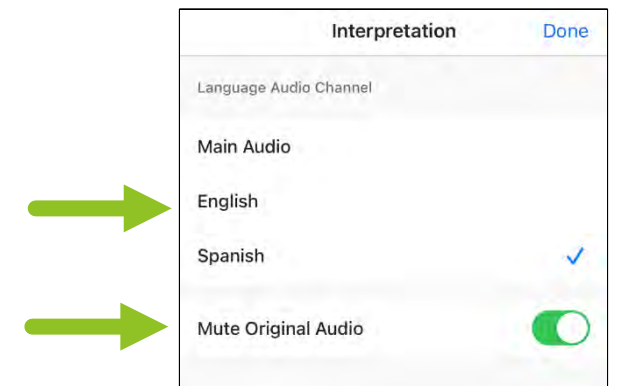 Interpretation Done
Language Audio Channel
Main Audio
English
Spanish
Mute Original Audio